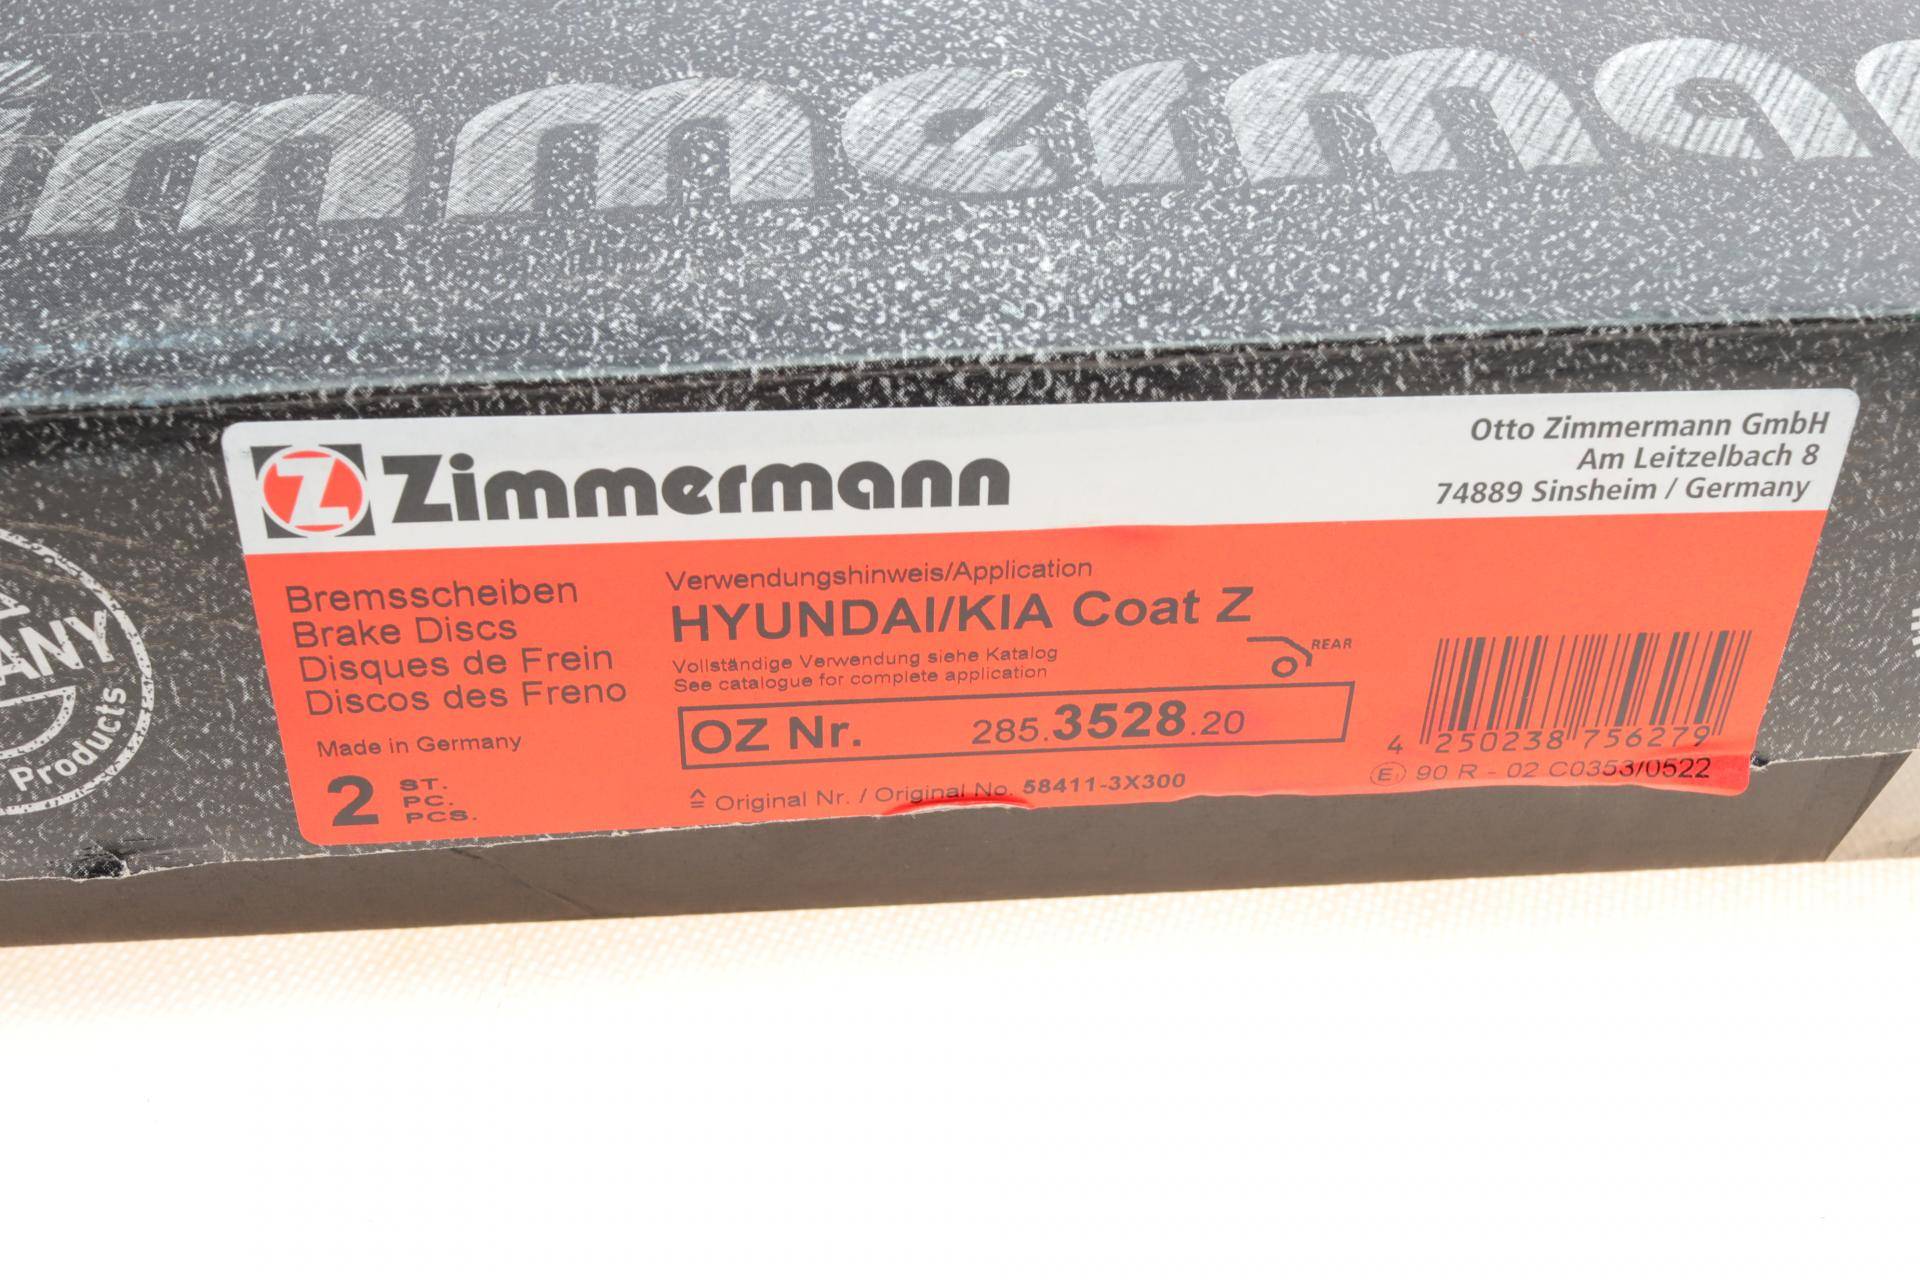 Zimmermann
Otto Zimmermann GmbH
Am Leitzelbach 8
74889 Sinsheim / Germany
Bremsscheiben
Brake Discs
Disques de Frein
Discos des Freno
Made in Germany
2 ST.
PC.
PCS.
Verwendungshinweis/Application
HYUNDAI/KIA Coat Z
Vollständige Verwendung siehe Katalog
See catalogue for complete application
REAR
OZ Nr. 285.3528.20
≙ Original Nr. / Original No. 58411-3X300
4 250238 756279
E1 90 R - 02 C0353/0522
Products